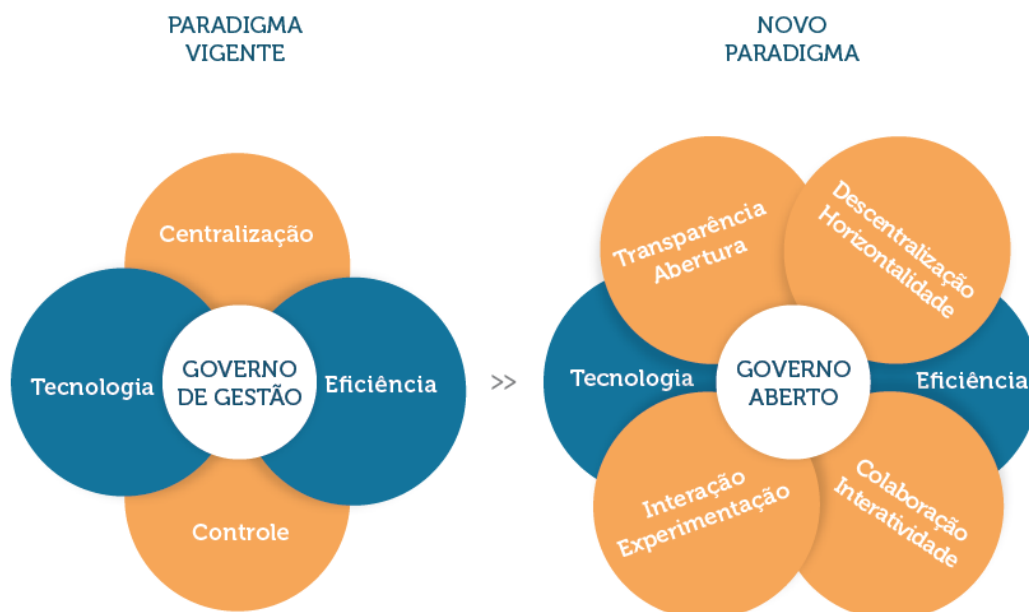 PARADIGMA
VIGENTE
Centralização
Tecnologia
GOVERNO
DE GESTÃO
Eficiência
Controle
>>
NOVO
PARADIGMA
Transparência
Abertura
Descentralização
Horizontalidade
Tecnologia
GOVERNO
ABERTO
Eficiência
Interação
Experimentação
Colaboração
Interatividade